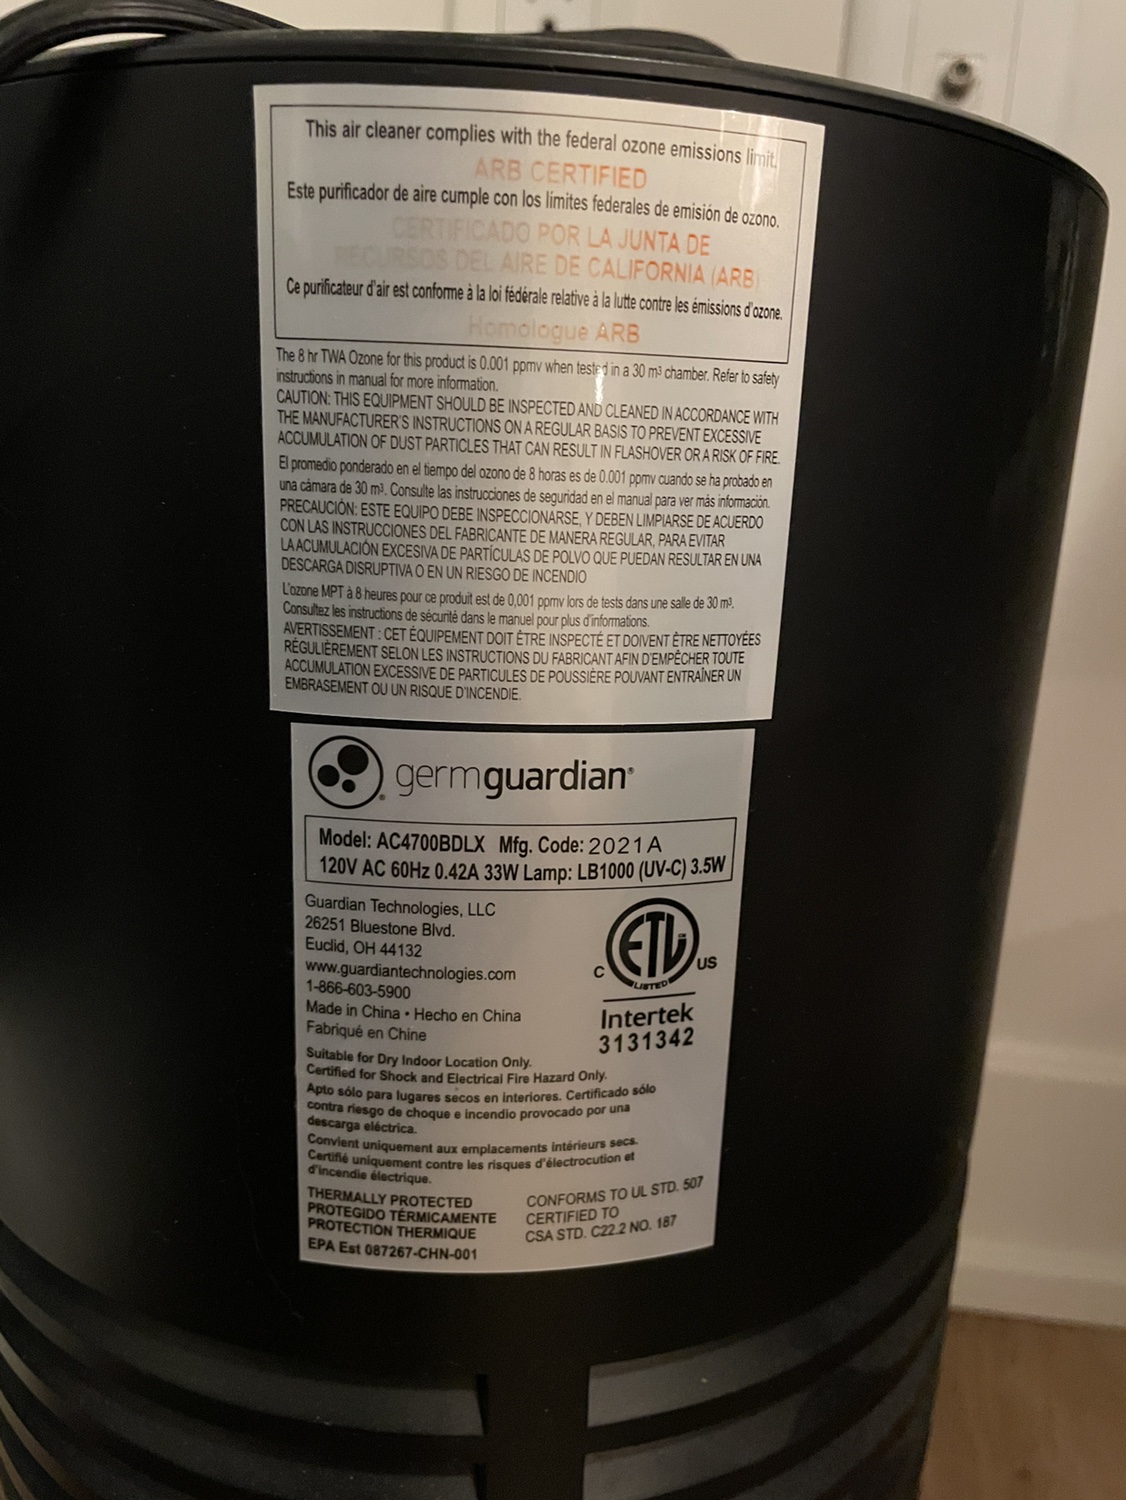 This air cleaner complies with the federal ozone emissions limit.
ARB CERTIFIED
Este purificador de aire cumple con los límites federales de emisión de ozono.
CERTIFICADO POR LA JUNTA DE
RECURSOS DEL AIRE DE CALIFORNIA (ARB)
Ce purificateur d'air est conforme à la loi fédérale relative à la lutte contre les émissions d'ozone.
Homologue ARB
The 8 hr TWA Ozone for this product is 0.001 ppmv when tested in a 30 m³ chamber. Refer to safety
instructions in manual for more information.
CAUTION: THIS EQUIPMENT SHOULD BE INSPECTED AND CLEANED IN ACCORDANCE WITH
THE MANUFACTURER'S INSTRUCTIONS ON A REGULAR BASIS TO PREVENT EXCESSIVE
ACCUMULATION OF DUST PARTICLES THAT CAN RESULT IN FLASHOVER OR A RISK OF FIRE.
El promedio ponderado en el tiempo del ozono de 8 horas es de 0.001 ppmv cuando se ha probado en
una cámara de 30 m³. Consulte las instrucciones de seguridad en el manual para ver más información.
PRECAUCIÓN: ESTE EQUIPO DEBE INSPECCIONARSE, Y DEBEN LIMPIARSE DE ACUERDO
CON LAS INSTRUCCIONES DEL FABRICANTE DE MANERA REGULAR, PARA EVITAR
LA ACUMULACIÓN EXCESIVA DE PARTÍCULAS DE POLVO QUE PUEDAN RESULTAR EN UNA
DESCARGA DISRUPTIVA O EN UN RIESGO DE INCENDIO
L'ozone MPT à 8 heures pour ce produit est de 0,001 ppmv lors de tests dans une salle de 30 m³.
Consultez les instructions de sécurité dans le manuel pour plus d'informations.
AVERTISSEMENT : CET ÉQUIPEMENT DOIT ÊTRE INSPECTÉ ET DOIVENT ÊTRE NETTOYÉES
RÉGULIÈREMENT SELON LES INSTRUCTIONS DU FABRICANT AFIN D'EMPÊCHER TOUTE
ACCUMULATION EXCESSIVE DE PARTICULES DE POUSSIÈRE POUVANT ENTRAÎNER UN
EMBRASEMENT OU UN RISQUE D'INCENDIE.
germguardian®
Model: AC4700BDLX Mfg. Code: 2021A
120V AC 60Hz 0.42A 33W Lamp: LB1000 (UV-C) 3.5W
Guardian Technologies, LLC
26251 Bluestone Blvd.
Euclid, OH 44132
www.guardiantechnologies.com
1-866-603-5900
Made in China • Hecho en China
Fabriqué en Chine
ETL
C US
LISTED
Intertek
3131342
Suitable for Dry Indoor Location Only.
Certified for Shock and Electrical Fire Hazard Only.
Apto sólo para lugares secos en interiores. Certificado sólo
contra riesgo de choque e incendio provocado por una
descarga eléctrica.
Convient uniquement aux emplacements intérieurs secs.
Certifié uniquement contre les risques d'électrocution et
d'incendie électrique.
THERMALLY PROTECTED
PROTEGIDO TÉRMICAMENTE
PROTECTION THERMIQUE
EPA Est 087267-CHN-001
CONFORMS TO UL STD. 507
CERTIFIED TO
CSA STD. C22.2 NO. 187